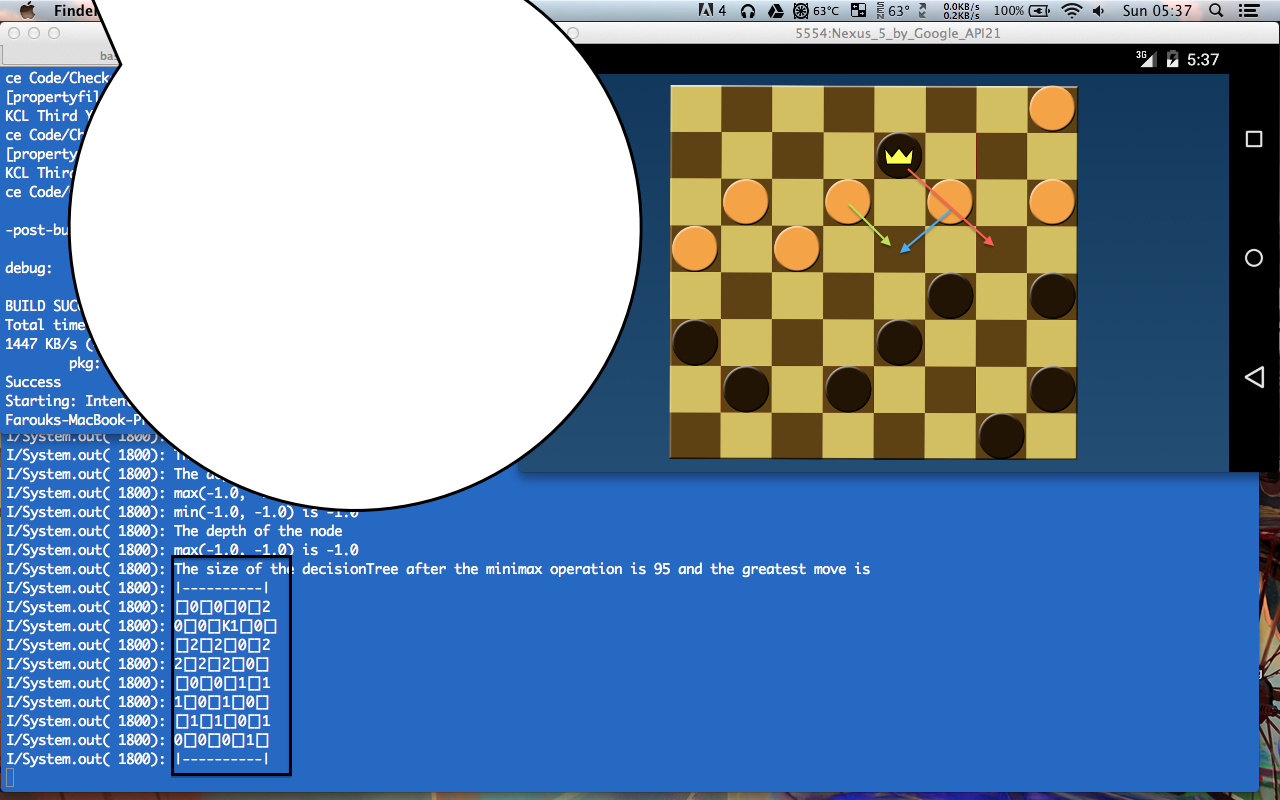 Finder
4
63°C
SEN
63°
0.0KB/s
0.2KB/s
100%
Sun 05:37
5554:Nexus_5_by_Google_API21
3G
5:37
ce Code/Check
[propertyfil
KCL Third Y
ce Code/Ch
[property
KCL Third
ce Code/
-post-bu
debug:
BUILD SUC
Total time
1447 KB/s (
pkg:
Success
Starting: Inten
Farouks-MacBook-Pr
I/System.out( 1800):
I/System.out( 1800):
I/System.out( 1800): The
I/System.out( 1800): max(-1.0,
I/System.out( 1800): min(-1.0, -1.0) is -1.0
I/System.out( 1800): The depth of the node
I/System.out( 1800): max(-1.0, -1.0) is -1.0
I/System.out( 1800): The size of the decisionTree after the minimax operation is 95 and the greatest move is
I/System.out( 1800): |----------|
I/System.out( 1800): □0□0□0□2
I/System.out( 1800): 0□0□K1□0□
I/System.out( 1800): □2□2□0□2
I/System.out( 1800): 2□2□2□0□
I/System.out( 1800): □0□0□1□1
I/System.out( 1800): 1□0□1□0□
I/System.out( 1800): □1□1□0□1
I/System.out( 1800): 0□0□0□1□
I/System.out( 1800): |----------|